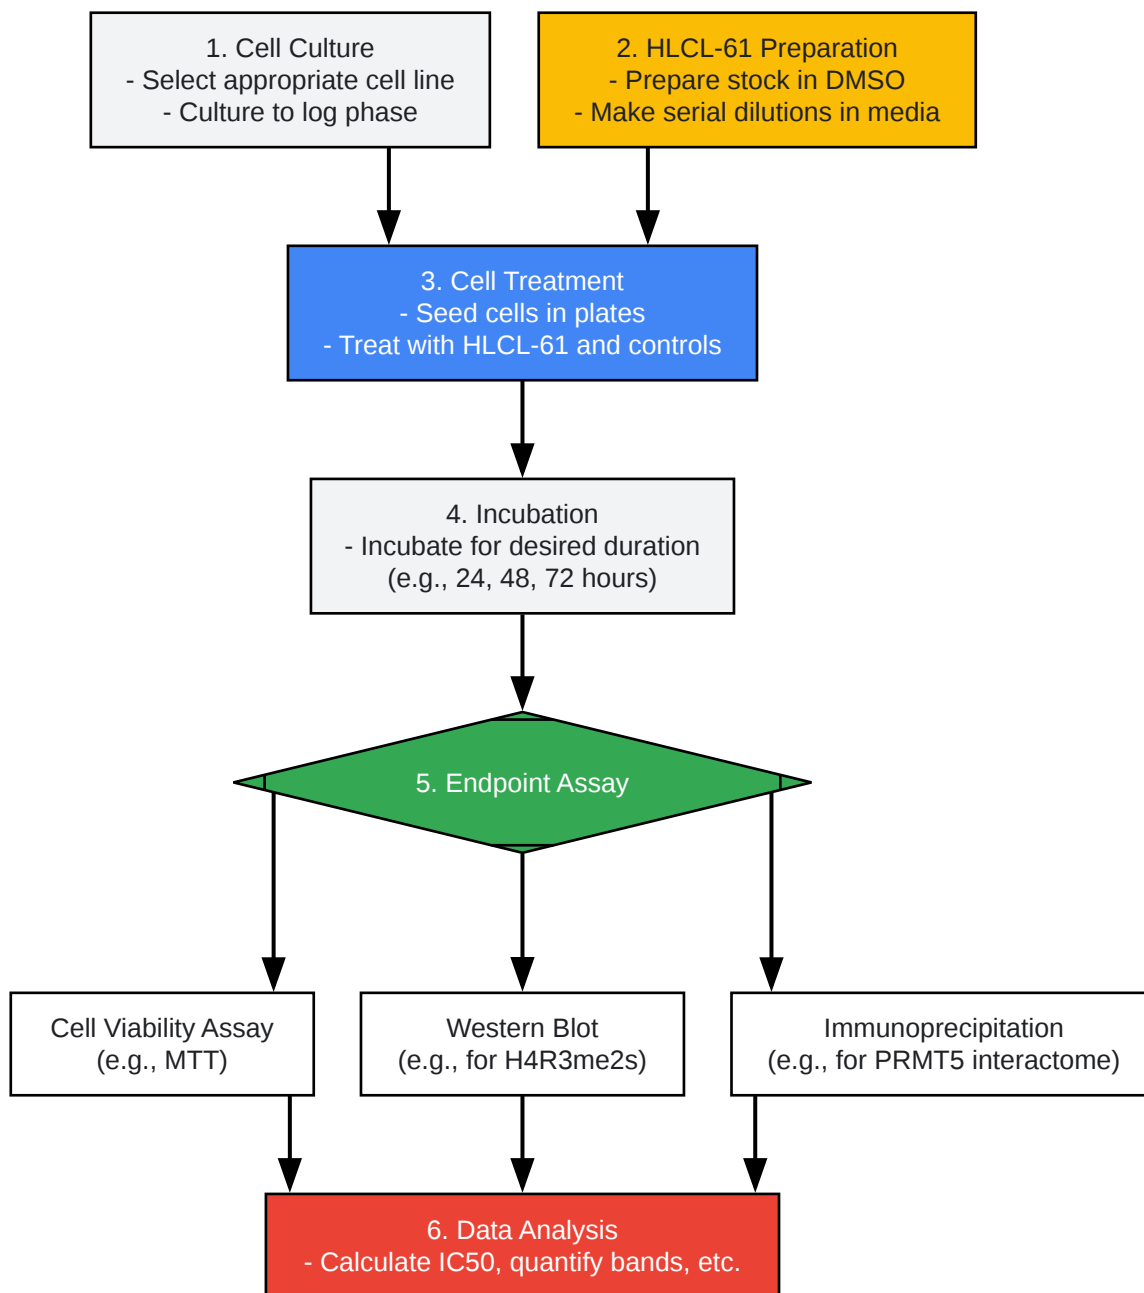 1. Cell Culture
- Select appropriate cell line
- Culture to log phase
2. HLCL-61 Preparation
- Prepare stock in DMSO
- Make serial dilutions in media
3. Cell Treatment
- Seed cells in plates
- Treat with HLCL-61 and controls
4. Incubation
- Incubate for desired duration
(e.g., 24, 48, 72 hours)
5. Endpoint Assay
Cell Viability Assay
(e.g., MTT)
Western Blot
(e.g., for H4R3me2s)
Immunoprecipitation
(e.g., for PRMT5 interactome)
6. Data Analysis
- Calculate IC50, quantify bands, etc.